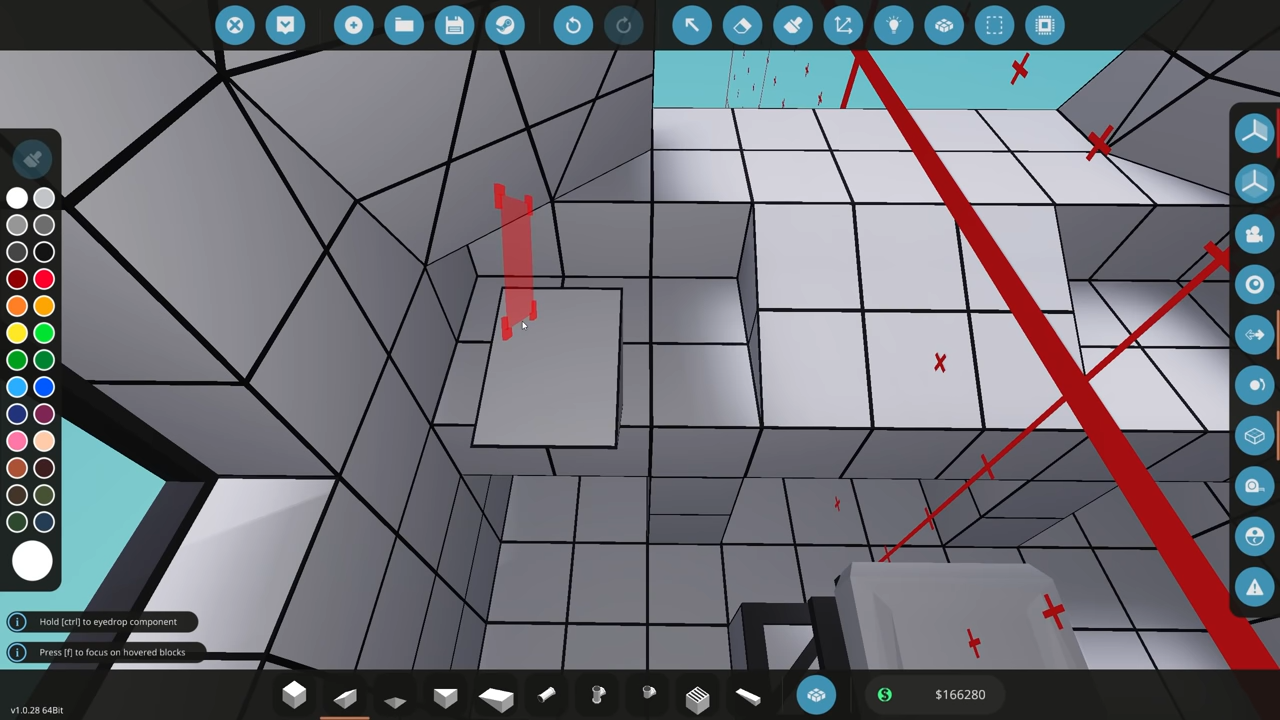 Hold [ctrl] to eyedrop component
Press [f] to focus on hovered blocks
$166280
v1.0.28 64Bit